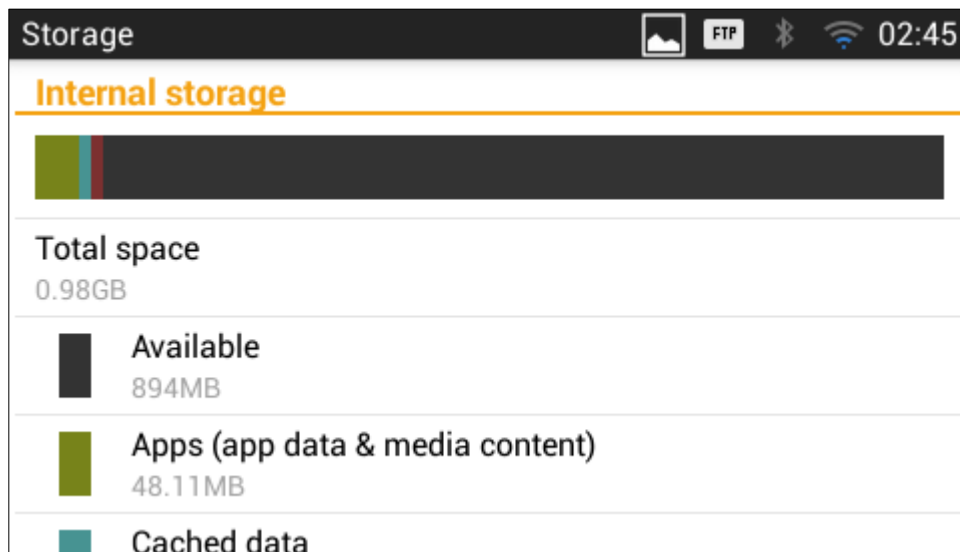 Storage
FTP
02:45
Internal storage
Total space
0.98GB
Available
894MB
Apps (app data & media content)
48.11MB
Cached data